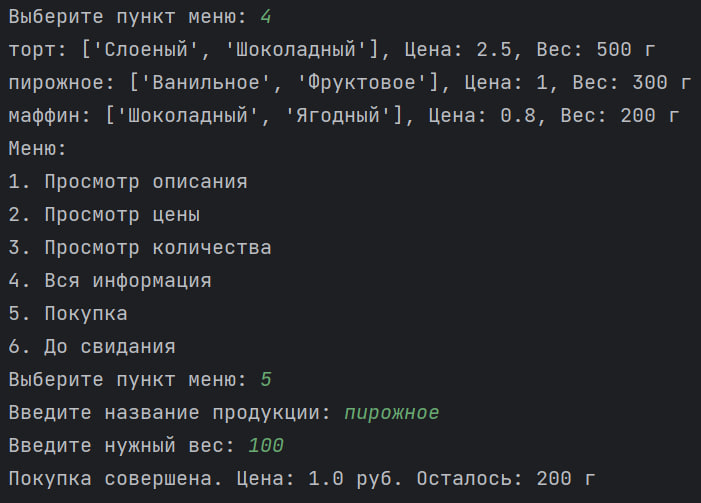 Выберите пункт меню: 4
торт: ['Слоеный', 'Шоколадный'], Цена: 2.5, Вес: 500 г
пирожное: ['Ванильное', 'Фруктовое'], Цена: 1, Вес: 300 г
маффин: ['Шоколадный', 'Ягодный'], Цена: 0.8, Вес: 200 г
Меню:
1. Просмотр описания
2. Просмотр цены
3. Просмотр количества
4. Вся информация
5. Покупка
6. До свидания
Выберите пункт меню: 5
Введите название продукции: пирожное
Введите нужный вес: 100
Покупка совершена. Цена: 1.0 руб. Осталось: 200 г